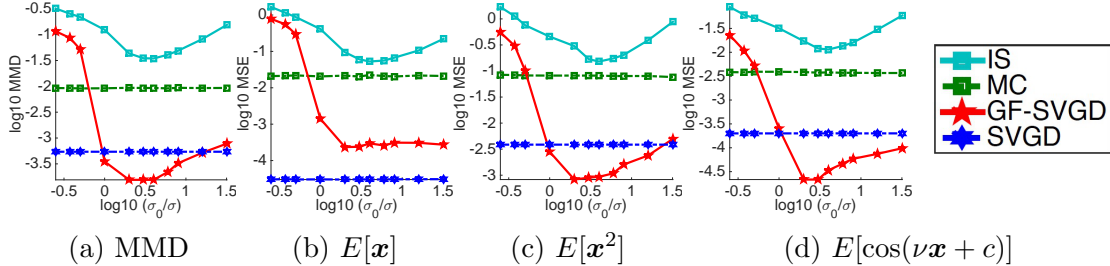 -0.5
-1
-1.5
-2
-2.5
-3
-3.5
log10 MMD
-0.5 0 0.5 1 1.5
log10 (σ0/σ)
0
-1
-2
-3
-4
log10 MSE
-0.5 0 0.5 1 1.5
log10 (σ0/σ)
0
-0.5
-1
-1.5
-2
-2.5
-3
log10 MSE
-0.5 0 0.5 1 1.5
log10 (σ0/σ)
-1.5
-2
-2.5
-3
-3.5
-4
-4.5
log10 MSE
-0.5 0 0.5 1 1.5
log10 (σ0/σ)
IS
MC
GF-SVGD
SVGD
(a) MMD
(b) E[x]
(c) E[x²]
(d) E[cos(νx + c)]